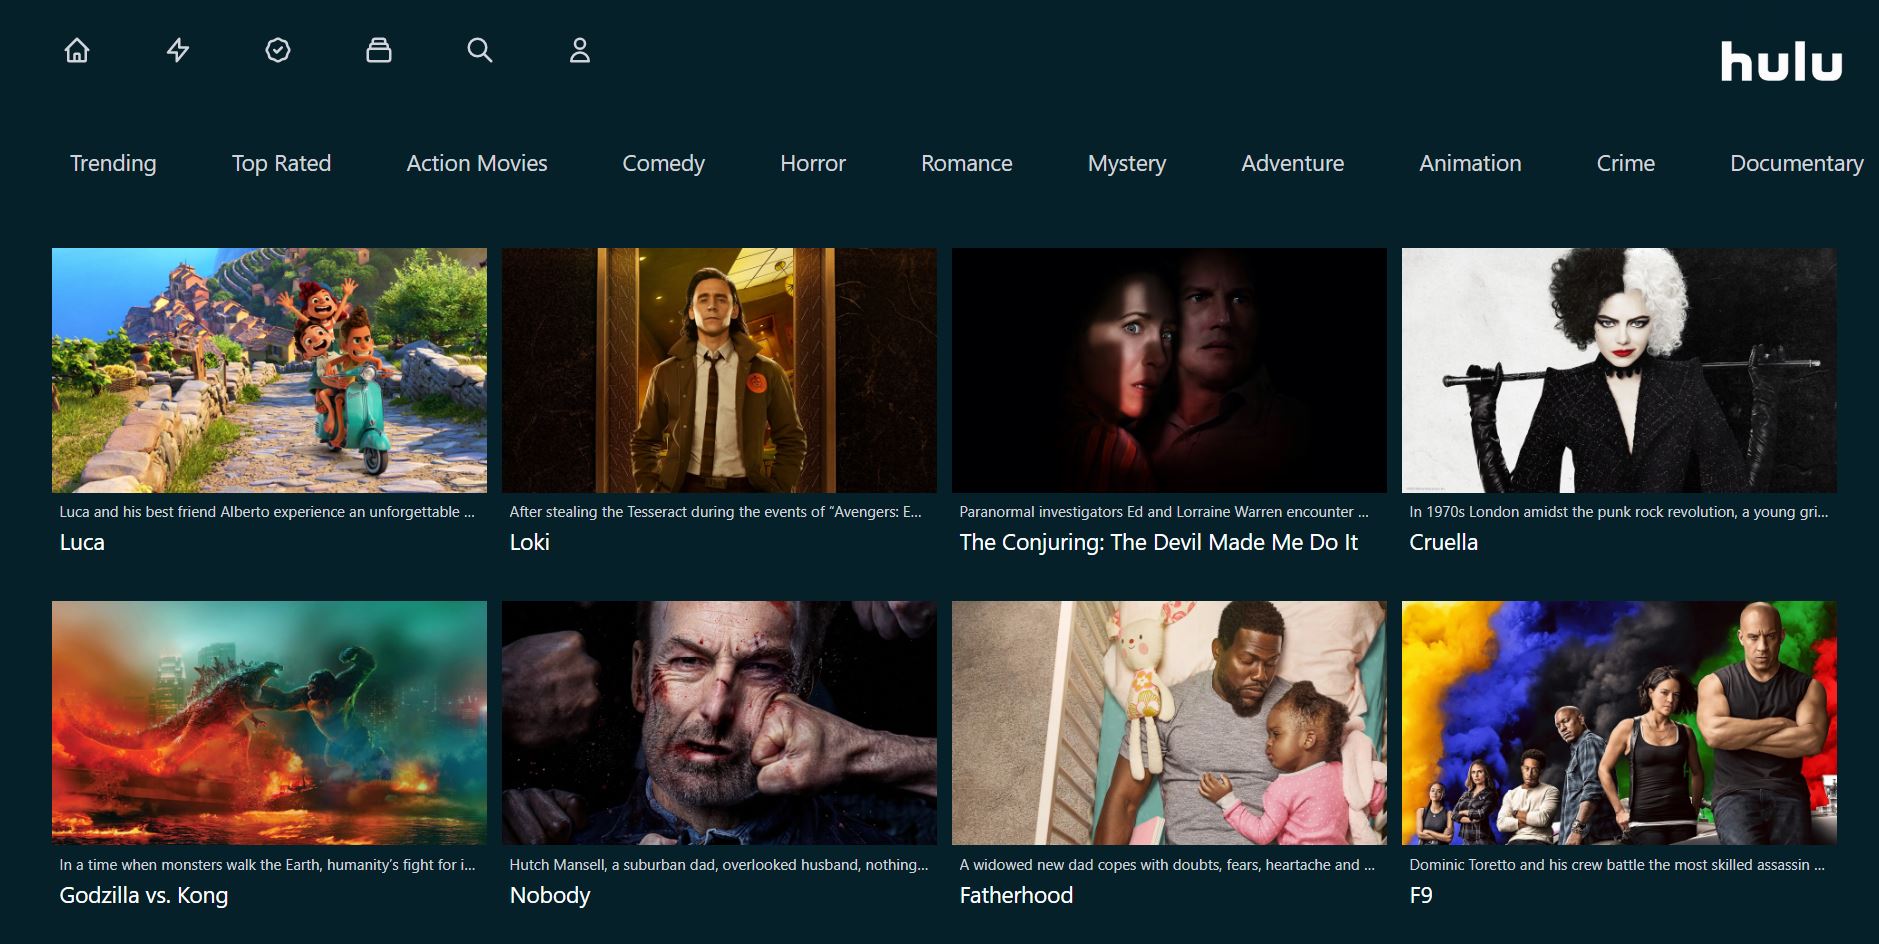 hulu
Trending Top Rated Action Movies Comedy Horror Romance Mystery Adventure Animation Crime Documentary
Luca and his best friend Alberto experience an unforgettable ...
Luca
After stealing the Tesseract during the events of “Avengers: E...
Loki
Paranormal investigators Ed and Lorraine Warren encounter ...
The Conjuring: The Devil Made Me Do It
In 1970s London amidst the punk rock revolution, a young gri...
Cruella
In a time when monsters walk the Earth, humanity’s fight for i...
Godzilla vs. Kong
Hutch Mansell, a suburban dad, overlooked husband, nothing...
Nobody
A widowed new dad copes with doubts, fears, heartache and ...
Fatherhood
Dominic Toretto and his crew battle the most skilled assassin ...
F9